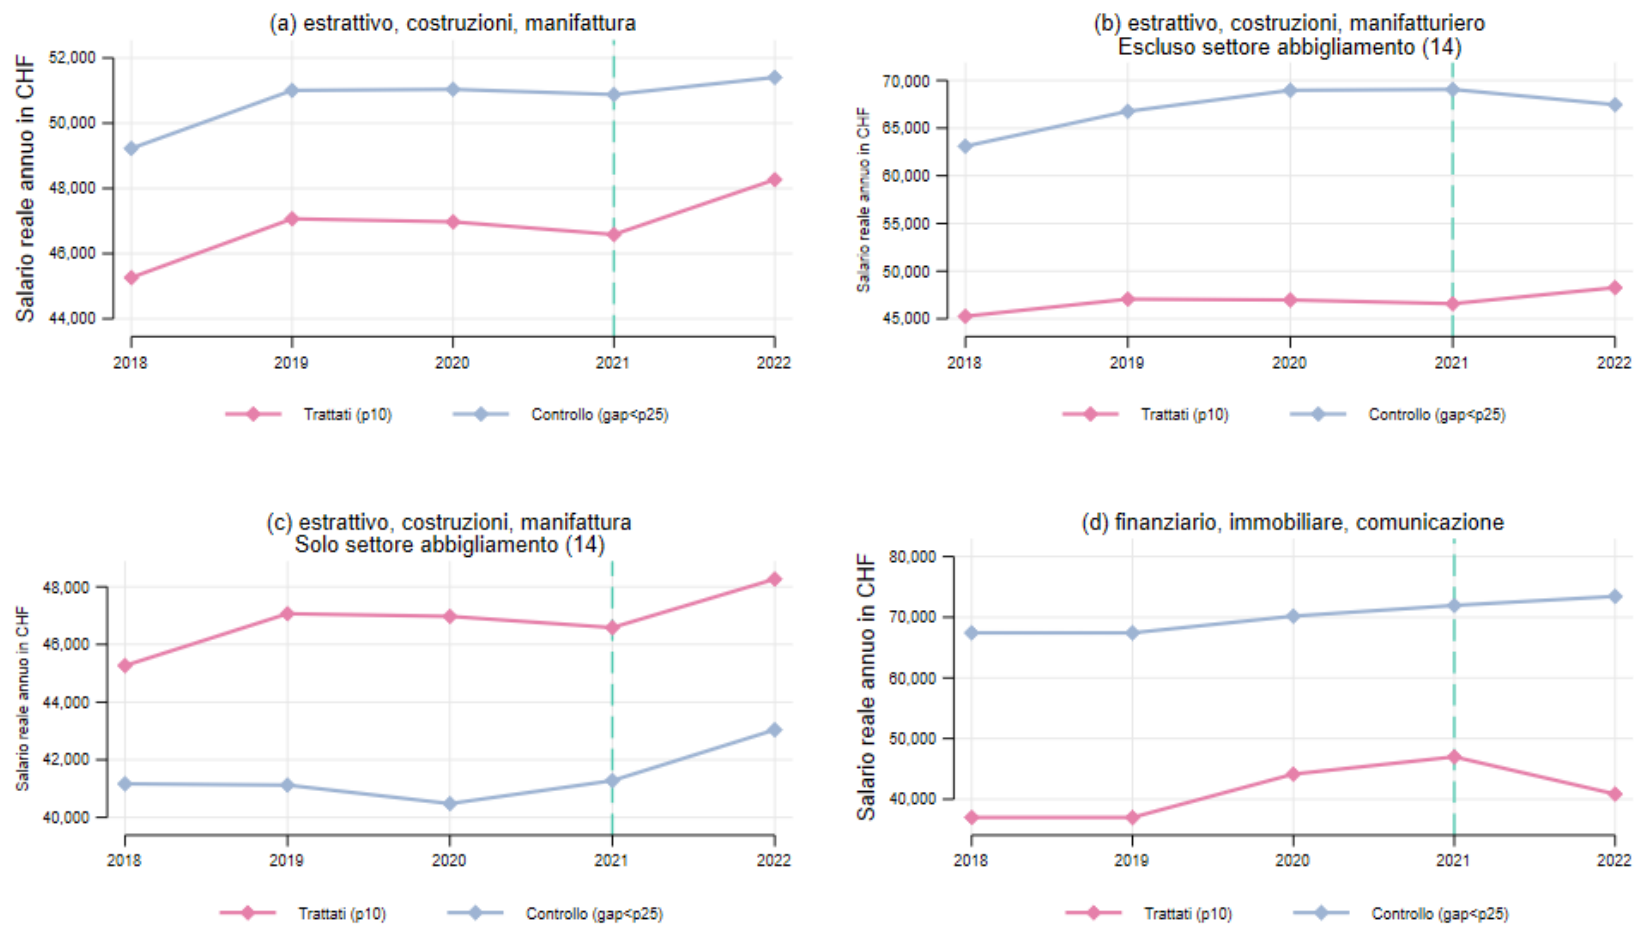 (a) estrattivo, costruzioni, manifattura
Salario reale annuo in CHF
52,000
50,000
48,000
46,000
44,000
2018 2019 2020 2021 2022
Trattati (p10) Controllo (gap<p25)
(b) estrattivo, costruzioni, manifatturiero
Escluso settore abbigliamento (14)
Salario reale annuo in CHF
70,000
65,000
60,000
55,000
50,000
45,000
2018 2019 2020 2021 2022
Trattati (p10) Controllo (gap<p25)
(c) estrattivo, costruzioni, manifattura
Solo settore abbigliamento (14)
Salario reale annuo in CHF
48,000
46,000
44,000
42,000
40,000
2018 2019 2020 2021 2022
Trattati (p10) Controllo (gap<p25)
(d) finanziario, immobiliare, comunicazione
Salario reale annuo in CHF
80,000
70,000
60,000
50,000
40,000
2018 2019 2020 2021 2022
Trattati (p10) Controllo (gap<p25)